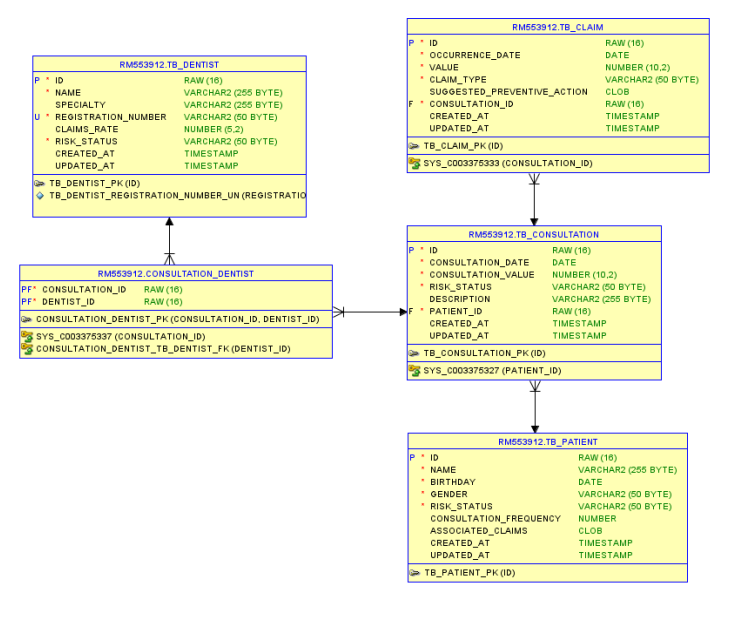 RM553912.TB_DENTIST
P * ID RAW (16)
* NAME VARCHAR2 (255 BYTE)
SPECIALTY VARCHAR2 (255 BYTE)
U * REGISTRATION_NUMBER VARCHAR2 (50 BYTE)
CLAIMS_RATE NUMBER (5,2)
* RISK_STATUS VARCHAR2 (50 BYTE)
CREATED_AT TIMESTAMP
UPDATED_AT TIMESTAMP
TB_DENTIST_PK (ID)
TB_DENTIST_REGISTRATION_NUMBER_UN (REGISTRATIO
RM553912.TB_CLAIM
P * ID RAW (16)
* OCCURRENCE_DATE DATE
* VALUE NUMBER (10,2)
* CLAIM_TYPE VARCHAR2 (50 BYTE)
SUGGESTED_PREVENTIVE_ACTION CLOB
F * CONSULTATION_ID RAW (16)
CREATED_AT TIMESTAMP
UPDATED_AT TIMESTAMP
TB_CLAIM_PK (ID)
SYS_C003375333 (CONSULTATION_ID)
RM553912.CONSULTATION_DENTIST
PF* CONSULTATION_ID RAW (16)
PF* DENTIST_ID RAW (16)
CONSULTATION_DENTIST_PK (CONSULTATION_ID, DENTIST_ID)
SYS_C003375337 (CONSULTATION_ID)
CONSULTATION_DENTIST_TB_DENTIST_FK (DENTIST_ID)
RM553912.TB_CONSULTATION
P * ID RAW (16)
* CONSULTATION_DATE DATE
* CONSULTATION_VALUE NUMBER (10,2)
* RISK_STATUS VARCHAR2 (50 BYTE)
DESCRIPTION VARCHAR2 (255 BYTE)
F * PATIENT_ID RAW (16)
CREATED_AT TIMESTAMP
UPDATED_AT TIMESTAMP
TB_CONSULTATION_PK (ID)
SYS_C003375327 (PATIENT_ID)
RM553912.TB_PATIENT
P * ID RAW (16)
* NAME VARCHAR2 (255 BYTE)
* BIRTHDAY DATE
* GENDER VARCHAR2 (50 BYTE)
* RISK_STATUS VARCHAR2 (50 BYTE)
CONSULTATION_FREQUENCY NUMBER
ASSOCIATED_CLAIMS CLOB
CREATED_AT TIMESTAMP
UPDATED_AT TIMESTAMP
TB_PATIENT_PK (ID)